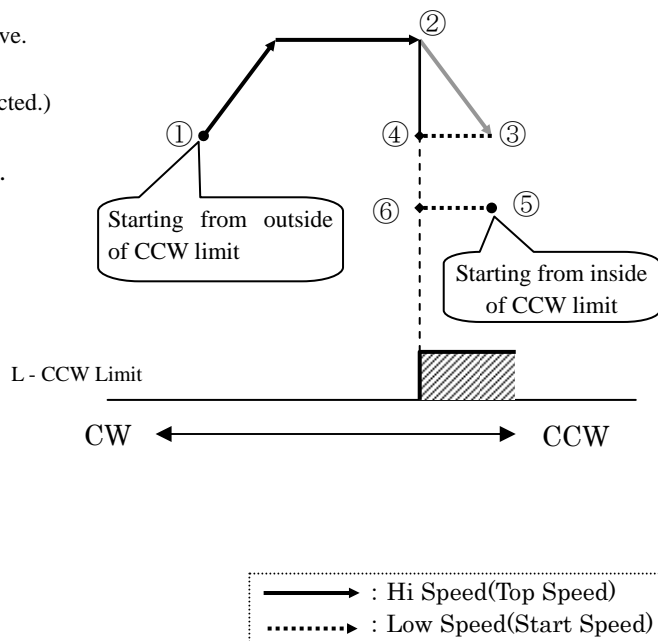 ve.
cted.)
.
②
① ④ ③
Starting from outside
of CCW limit
⑥ ⑤
Starting from inside
of CCW limit
L - CCW Limit
CW CCW
: Hi Speed(Top Speed)
: Low Speed(Start Speed)